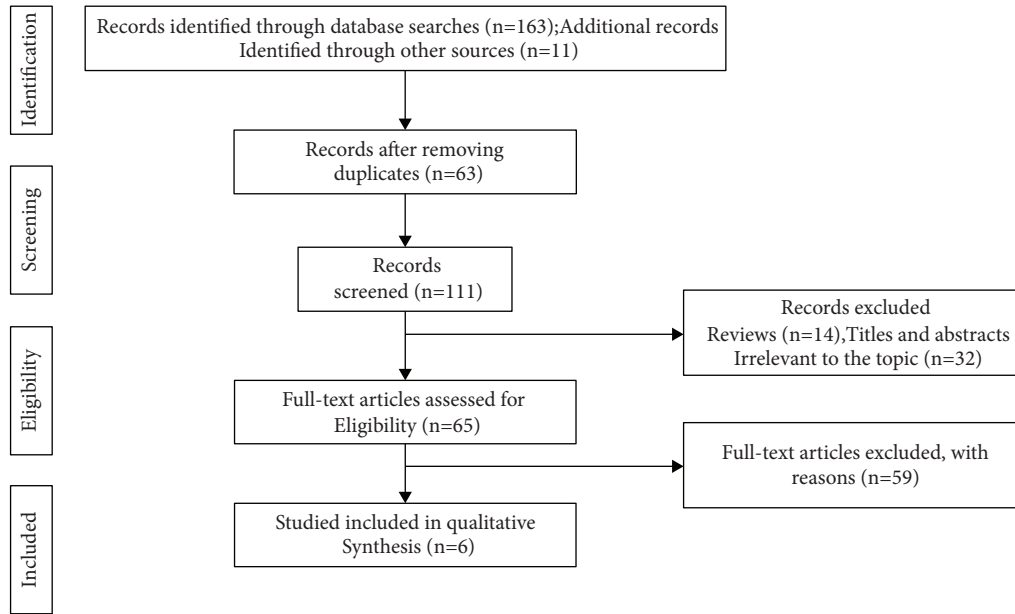 Identification
Records identified through database searches (n=163);Additional records
Identified through other sources (n=11)
Records after removing
duplicates (n=63)
Screening
Records
screened (n=111)
Records excluded
Reviews (n=14),Titles and abstracts
Irrelevant to the topic (n=32)
Eligibility
Full-text articles assessed for
Eligibility (n=65)
Full-text articles excluded, with
reasons (n=59)
Included
Studied included in qualitative
Synthesis (n=6)